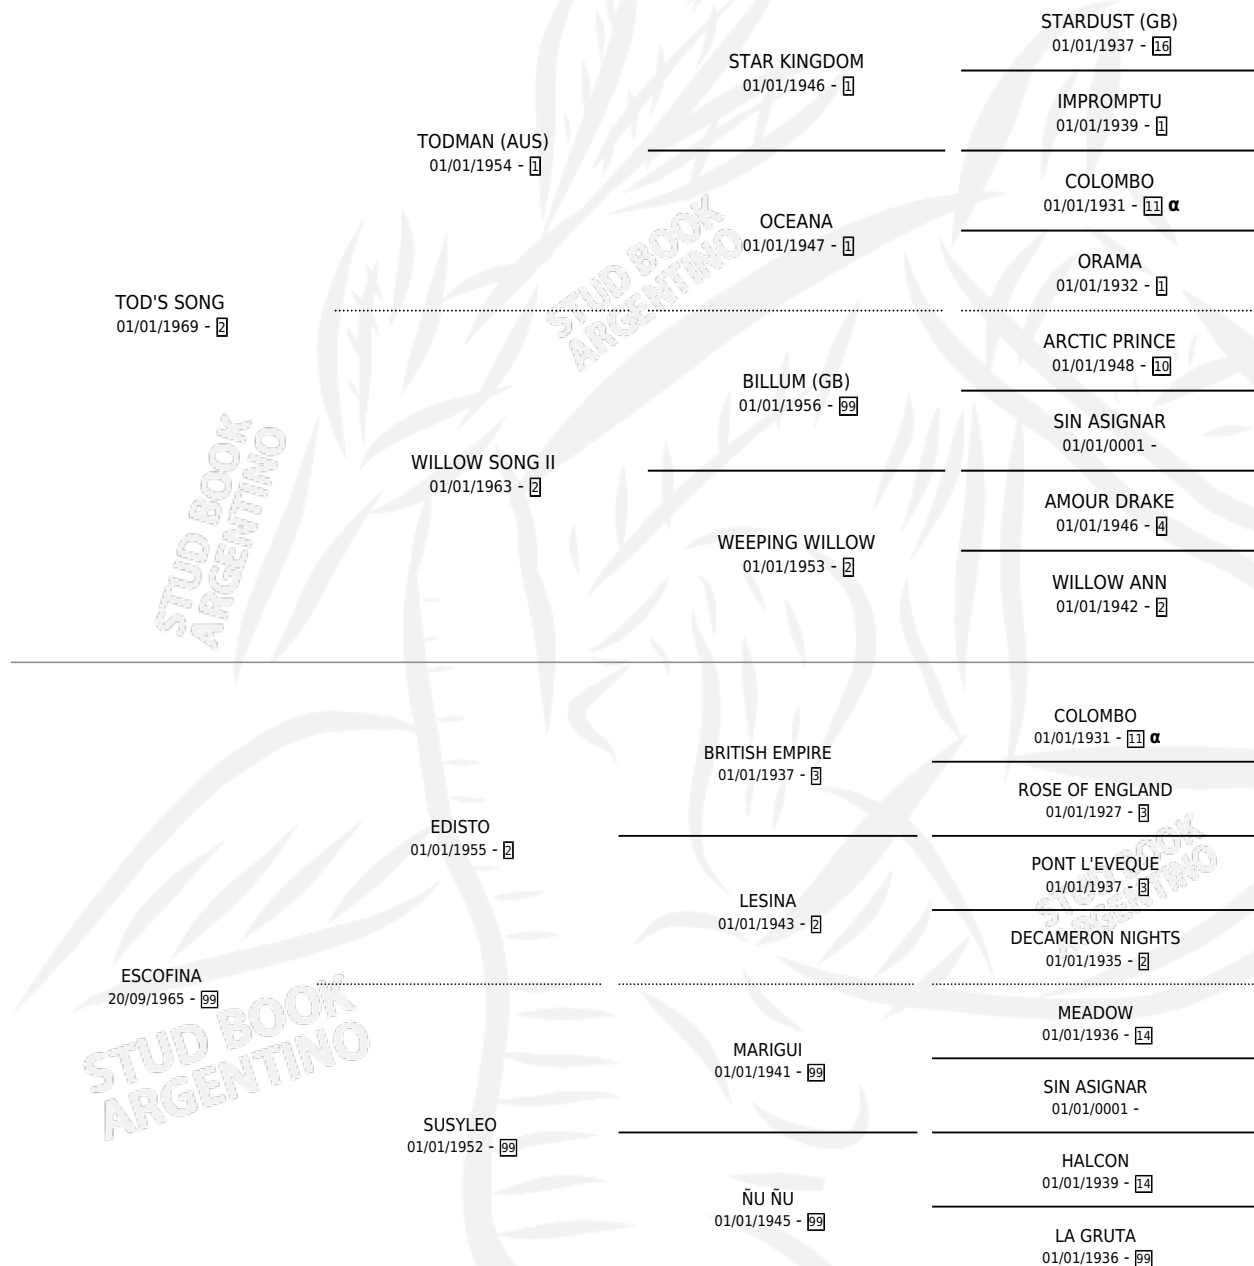 STARDUST (GB)
01/01/1937 - 16
STAR KINGDOM
01/01/1946 - 1
IMPROMPTU
01/01/1939 - 1
TODMAN (AUS)
01/01/1954 - 1
COLOMBO
01/01/1931 - 11 α
OCEANA
01/01/1947 - 1
ORAMA
01/01/1932 - 1
TOD'S SONG
01/01/1969 - 2
ARCTIC PRINCE
01/01/1948 - 10
BILLUM (GB)
01/01/1956 - 99
SIN ASIGNAR
01/01/0001 -
WILLOW SONG II
01/01/1963 - 2
AMOUR DRAKE
01/01/1946 - 4
WEEPING WILLOW
01/01/1953 - 2
WILLOW ANN
01/01/1942 - 2
COLOMBO
01/01/1931 - 11 α
BRITISH EMPIRE
01/01/1937 - 3
ROSE OF ENGLAND
01/01/1927 - 3
EDISTO
01/01/1955 - 2
PONT L'EVEQUE
01/01/1937 - 3
LESINA
01/01/1943 - 2
DECAMERON NIGHTS
01/01/1935 - 2
ESCOFINA
20/09/1965 - 99
MEADOW
01/01/1936 - 14
MARIGUI
01/01/1941 - 99
SIN ASIGNAR
01/01/0001 -
SUSYLEO
01/01/1952 - 99
HALCON
01/01/1939 - 14
ÑU ÑU
01/01/1945 - 99
LA GRUTA
01/01/1936 - 99
STUD BOOK
ARGENTINO
STUD BOOK
ARGENTINO
STUD BOOK
ARGENTINO
STUD BOOK
ARGENTINO